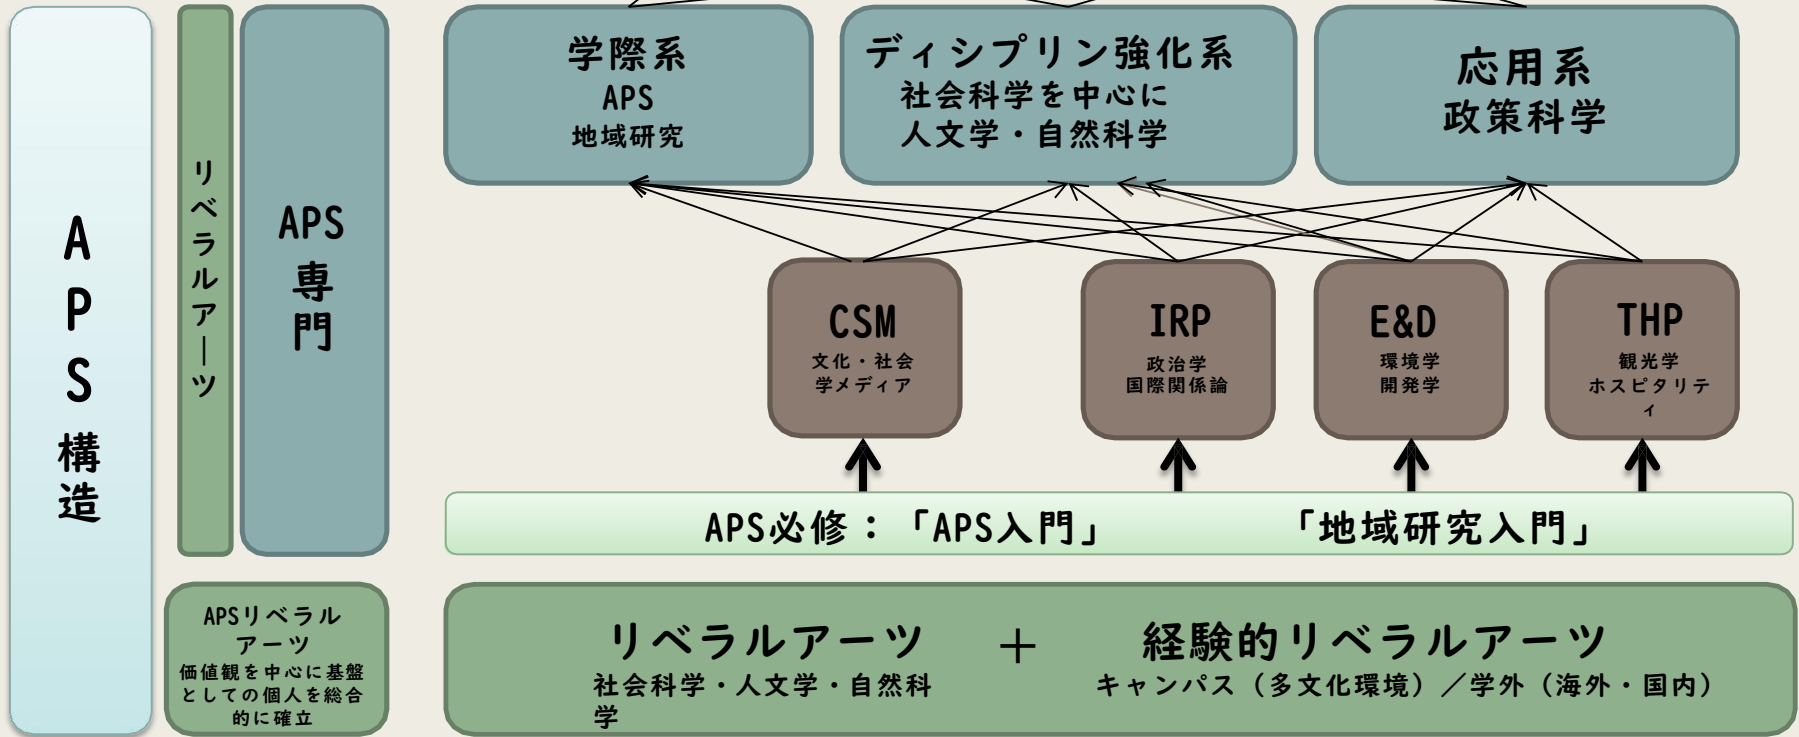 APS構造
リベラルアーツ
APS
専
門
学際系
APS
地域研究
ディシプリン強化系
社会科学を中心に
人文学・自然科学
応用系
政策科学
CSM
文化・社会
学メディア
IRP
政治学
国際関係論
E&D
環境学
開発学
THP
観光学
ホスピタリテ
ィ
APS必修：「APS入門」 「地域研究入門」
APSリベラル
アーツ
価値観を中心に基盤
としての個人を総合
的に確立
リベラルアーツ ＋ 経験的リベラルアーツ
社会科学・人文学・自然科
学
キャンパス（多文化環境）／学外（海外・国内）